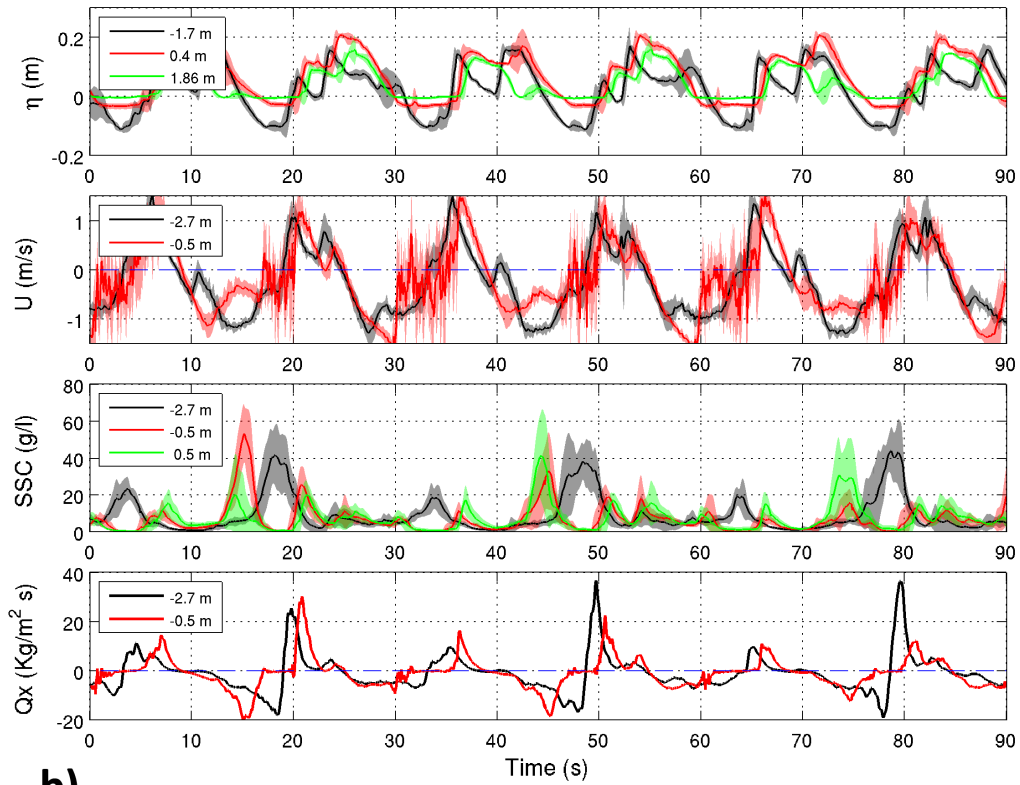 0.2
0
-0.2
η (m)
-1.7 m
0.4 m
1.86 m
0 10 20 30 40 50 60 70 80 90
1
0
-1
U (m/s)
-2.7 m
-0.5 m
0 10 20 30 40 50 60 70 80 90
80
60
40
20
0
SSC (g/l)
-2.7 m
-0.5 m
0.5 m
0 10 20 30 40 50 60 70 80 90
40
20
0
-20
Qx (Kg/m² s)
-2.7 m
-0.5 m
0 10 20 30 40 50 60 70 80 90
Time (s)
b)